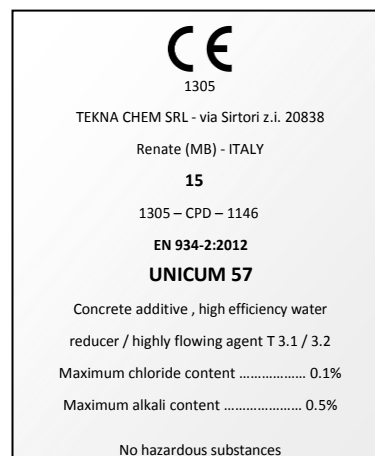 CE
1305
TEKNA CHEM SRL - via Sirtori z.i. 20838
Renate (MB) - ITALY
15
1305 – CPD – 1146
EN 934-2:2012
UNICUM 57
Concrete additive , high efficiency water
reducer / highly flowing agent T 3.1 / 3.2
Maximum chloride content ……………… 0.1%
Maximum alkali content ………………… 0.5%
No hazardous substances